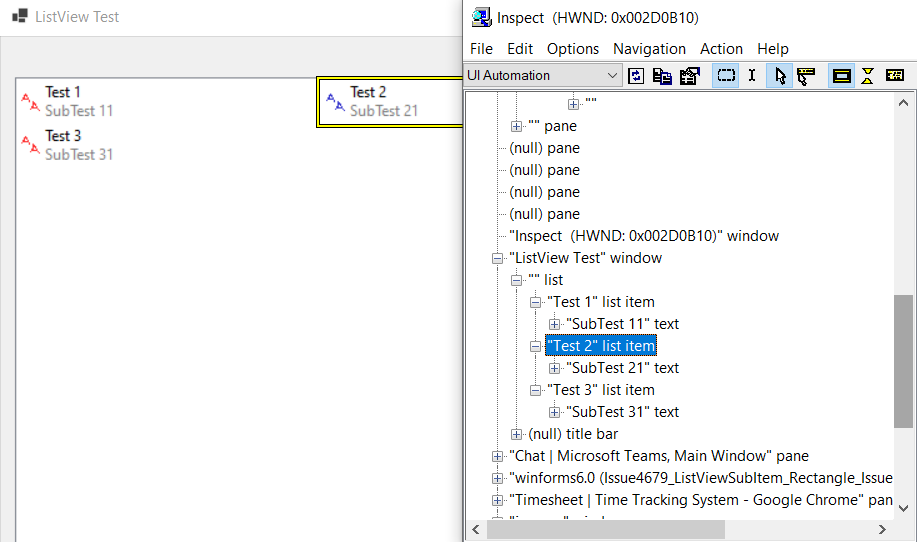 ListView Test
Test 1
SubTest 11
Test 2
SubTest 21
Test 3
SubTest 31
Inspect (HWND: 0x002D0B10)
File Edit Options Navigation Action Help
UI Automation
""
"" pane
(null) pane
(null) pane
(null) pane
(null) pane
"Inspect (HWND: 0x002D0B10)" window
"ListView Test" window
"" list
"Test 1" list item
"SubTest 11" text
"Test 2" list item
"SubTest 21" text
"Test 3" list item
"SubTest 31" text
(null) title bar
"Chat | Microsoft Teams, Main Window" pane
"winforms6.0 (Issue4679_ListViewSubItem_Rectangle_Issue
"Timesheet | Time Tracking System - Google Chrome" pan